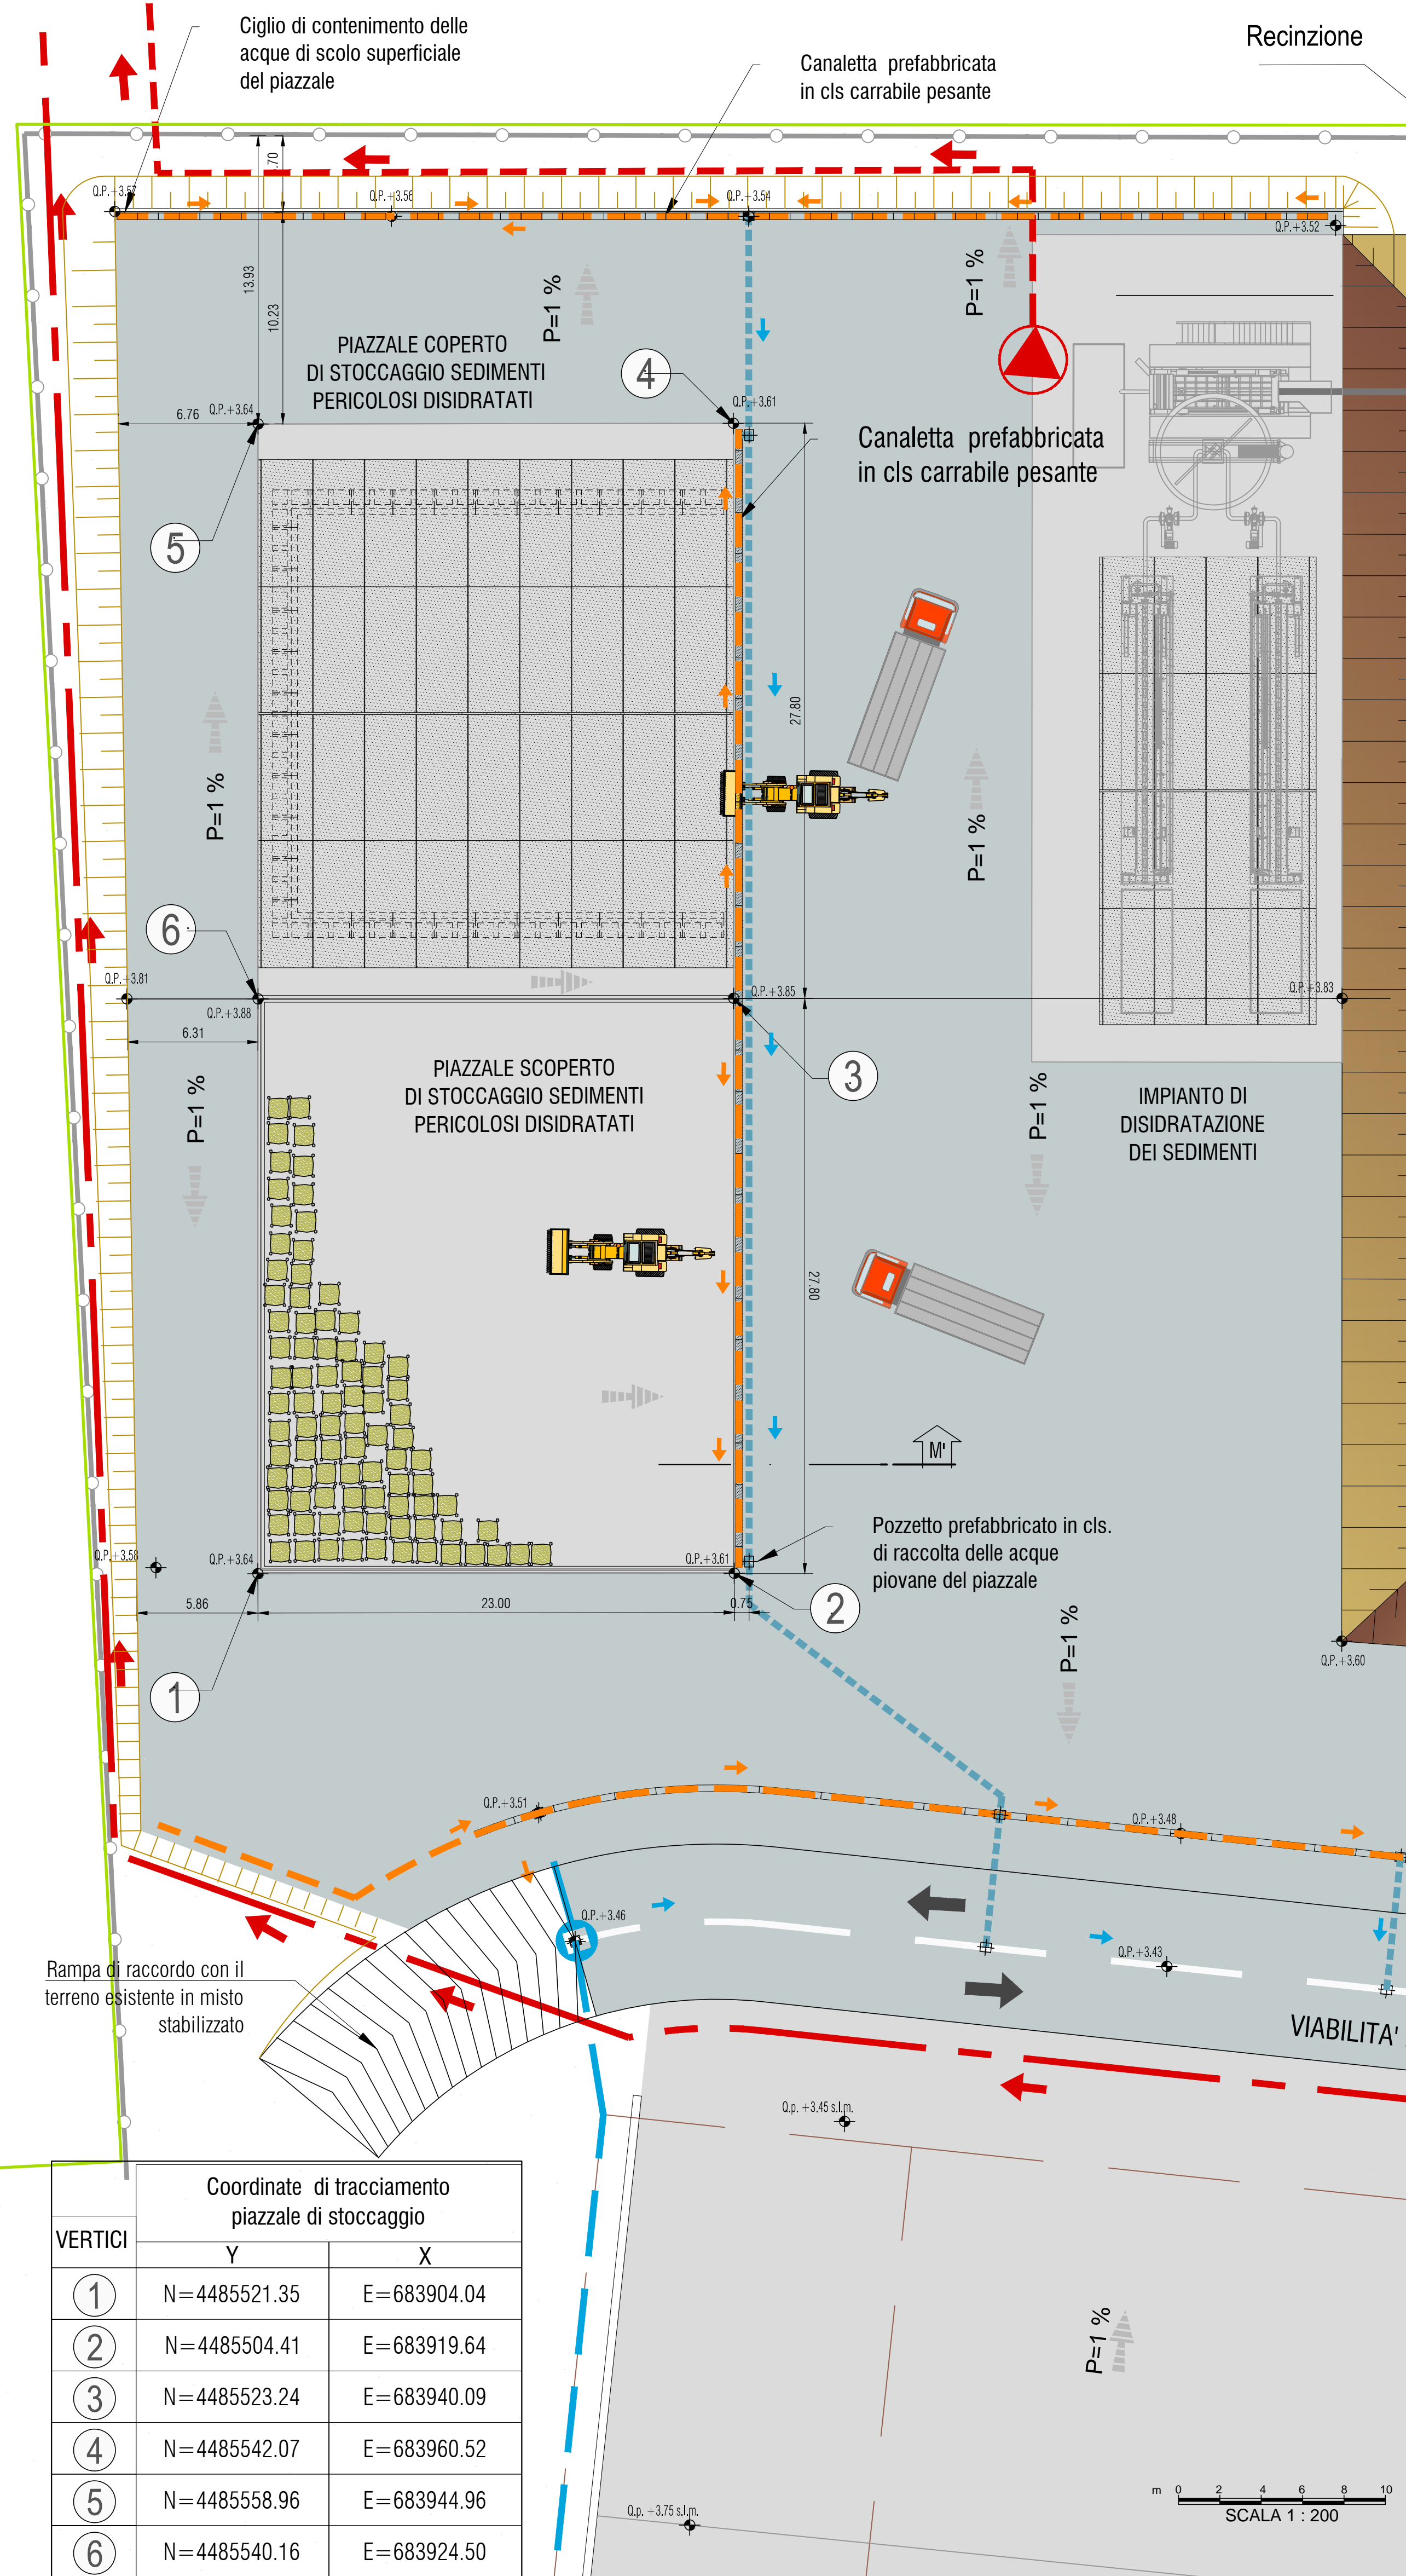 Ciglio di contenimento delle
acque di scolo superficiale
del piazzale
Canaletta prefabbricata
in cls carrabile pesante
Recinzione
.70
Q.P.+3.57
Q.P.+3.56
Q.P.+3.54
Q.P.+3.52
13.93
10.23
P=1 %
P=1 %
PIAZZALE COPERTO
DI STOCCAGGIO SEDIMENTI
PERICOLOSI DISIDRATATI
4
6.76
Q.P.+3.64
Q.P.+3.61
Canaletta prefabbricata
in cls carrabile pesante
5
27.80
P=1 %
P=1 %
6
Q.P.+3.81
Q.P.+3.88
Q.P.+3.85
Q.P.+3.83
6.31
3
PIAZZALE SCOPERTO
DI STOCCAGGIO SEDIMENTI
PERICOLOSI DISIDRATATI
P=1 %
P=1 %
IMPIANTO DI
DISIDRATAZIONE
DEI SEDIMENTI
27.80
M'
Pozzetto prefabbricato in cls.
di raccolta delle acque
piovane del piazzale
Q.P.+3.58
Q.P.+3.64
Q.P.+3.61
5.86
23.00
0.75
2
P=1 %
Q.P.+3.60
1
Q.P.+3.51
Q.P.+3.48
Q.P.+3.46
Q.P.+3.43
Rampa di raccordo con il
terreno esistente in misto
stabilizzato
VIABILITA'
Q.p. +3.45 s.l.m.
Coordinate di tracciamento
piazzale di stoccaggio
VERTICI
Y X
1 N=4485521.35 E=683904.04
2 N=4485504.41 E=683919.64
3 N=4485523.24 E=683940.09
4 N=4485542.07 E=683960.52
5 N=4485558.96 E=683944.96
6 N=4485540.16 E=683924.50
P=1 %
Q.p. +3.75 s.l.m.
m 0 2 4 6 8 10
SCALA 1 : 200